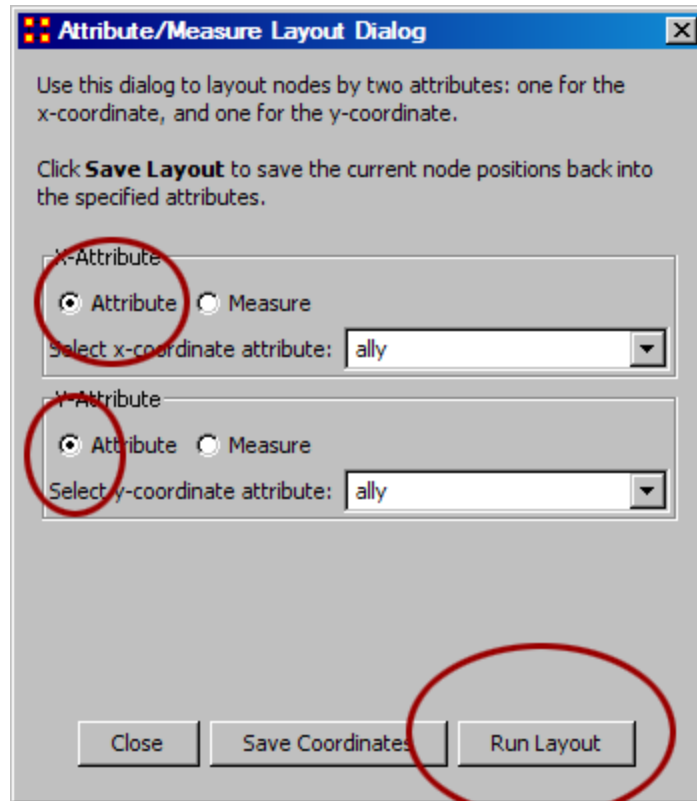 Attribute/Measure Layout Dialog
Use this dialog to layout nodes by two attributes: one for the
x-coordinate, and one for the y-coordinate.
Click Save Layout to save the current node positions back into
the specified attributes.
X-Attribute
Attribute Measure
Select x-coordinate attribute: ally
Y-Attribute
Attribute Measure
Select y-coordinate attribute: ally
Close Save Coordinates Run Layout